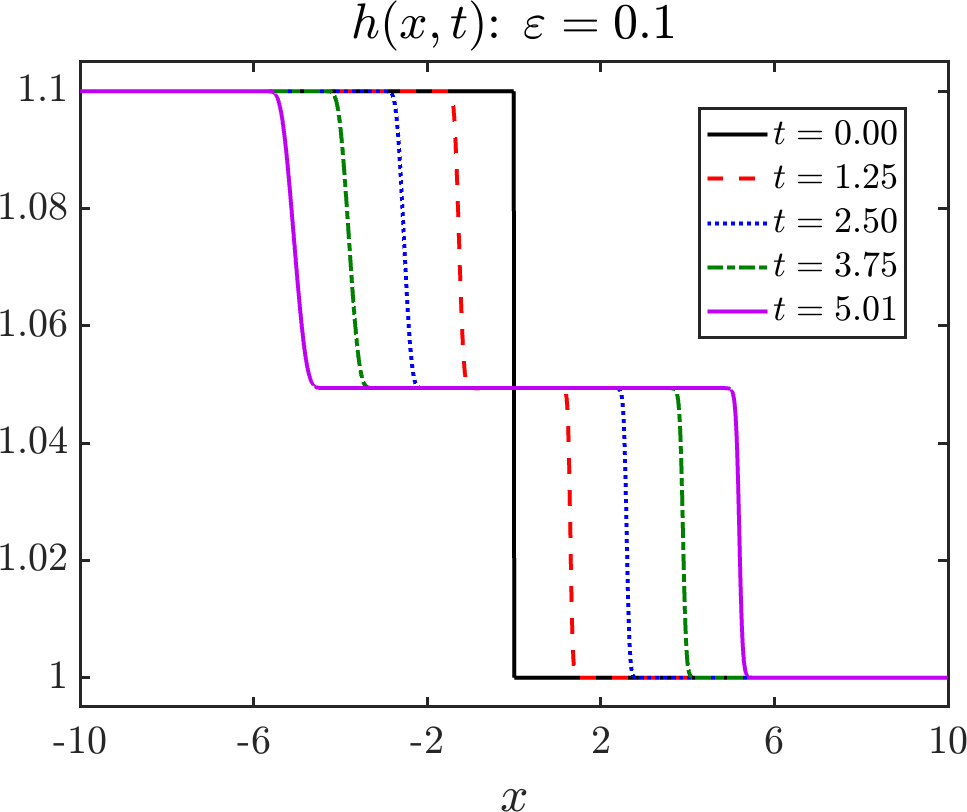 h(x, t): ε = 0.1
1.1
1.08
1.06
1.04
1.02
1
-10 -6 -2 2 6 10
x
t = 0.00
t = 1.25
t = 2.50
t = 3.75
t = 5.01